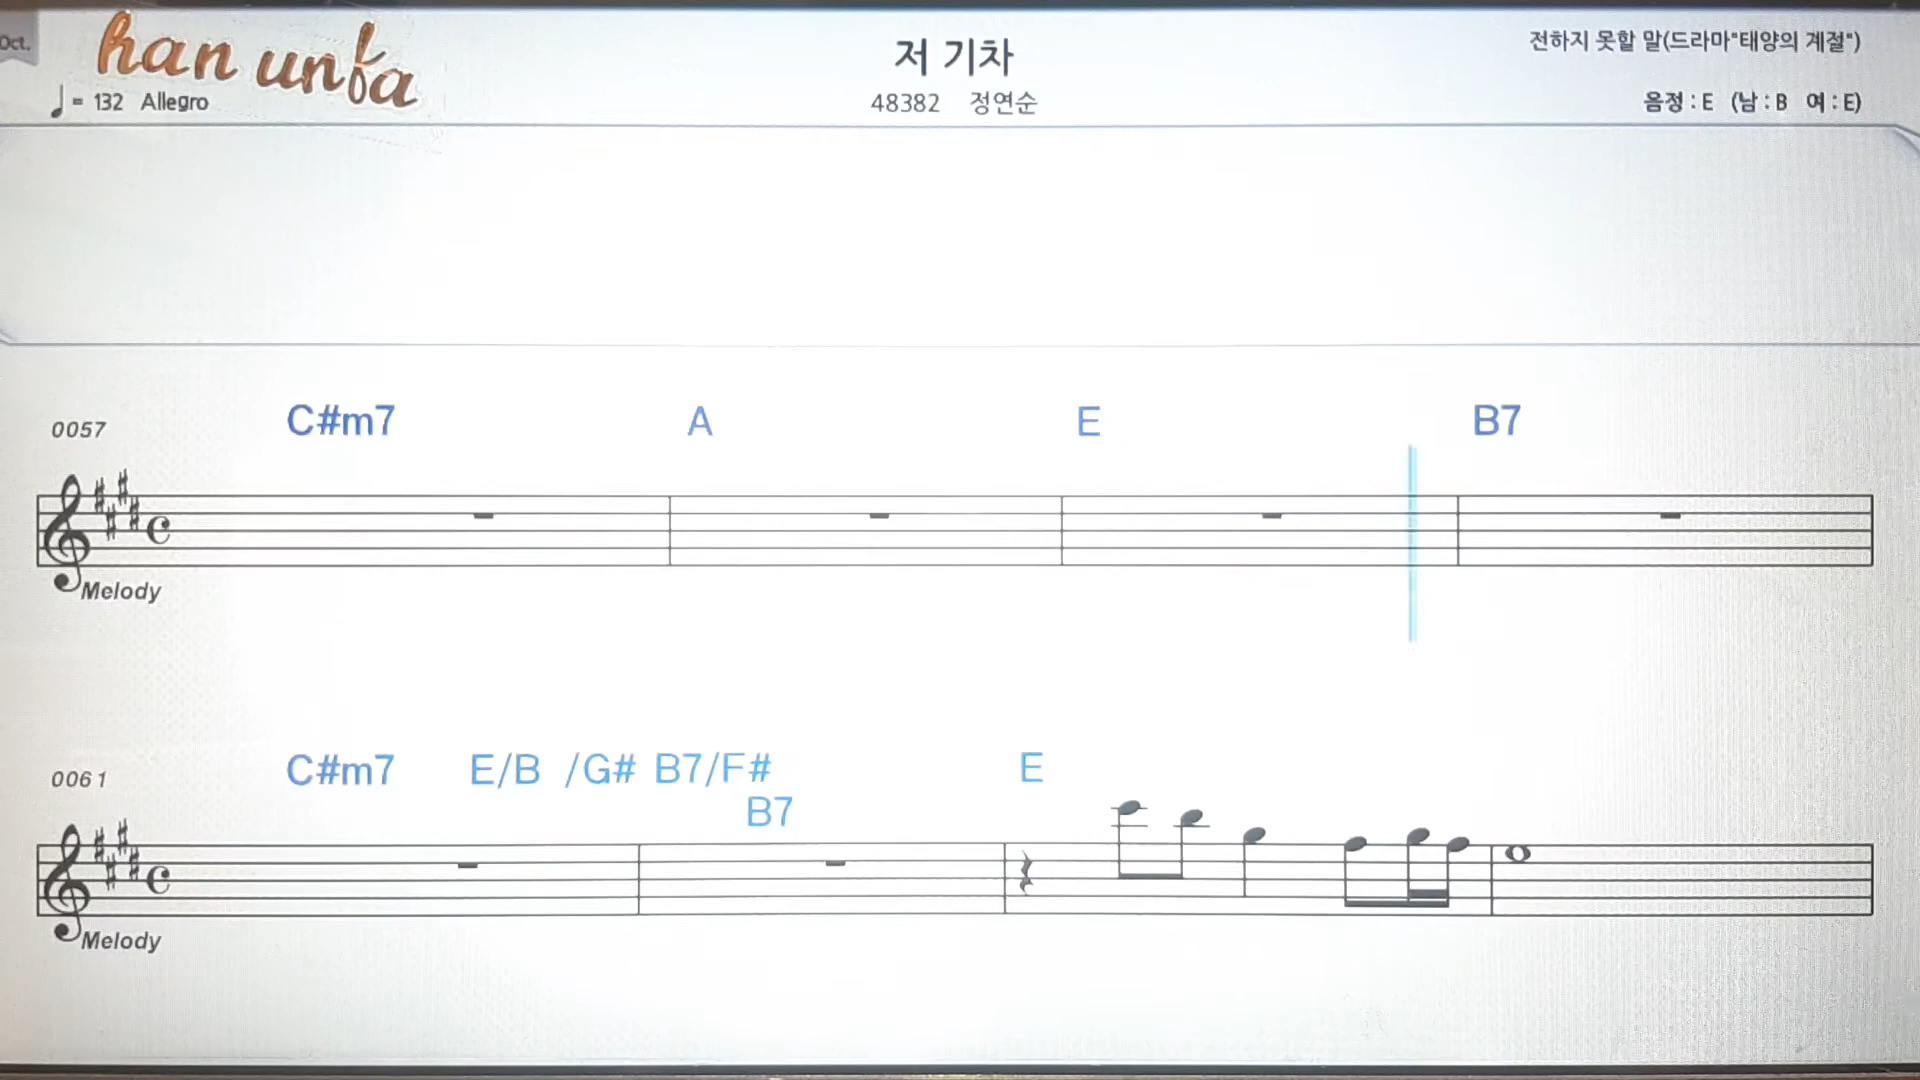 Oct.
han unfa
저 기차
전하지 못할 말(드라마"태양의 계절")
♩ = 132 Allegro
48382 정연순
음정 : E (남 : B 여 : E)
0057 C#m7 A E B7
Melody
0061 C#m7 E/B /G# B7/F# E
B7
Melody